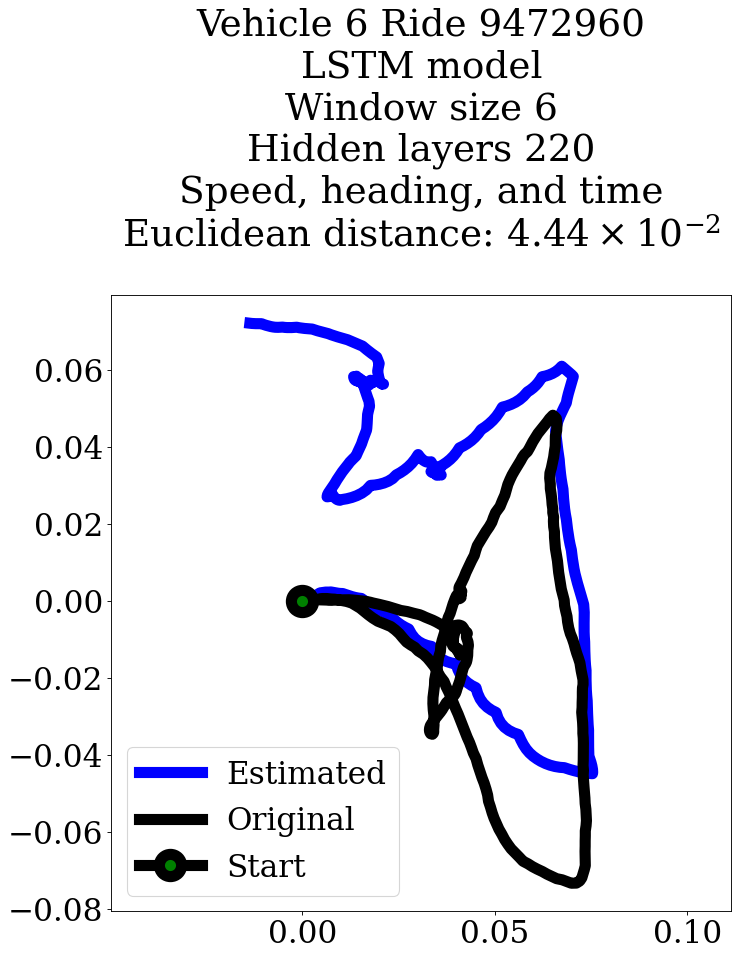 Vehicle 6 Ride 9472960
LSTM model
Window size 6
Hidden layers 220
Speed, heading, and time
Euclidean distance: 4.44 × 10⁻²
0.06
0.04
0.02
0.00
−0.02
−0.04
−0.06
−0.08
Estimated
Original
Start
0.00 0.05 0.10